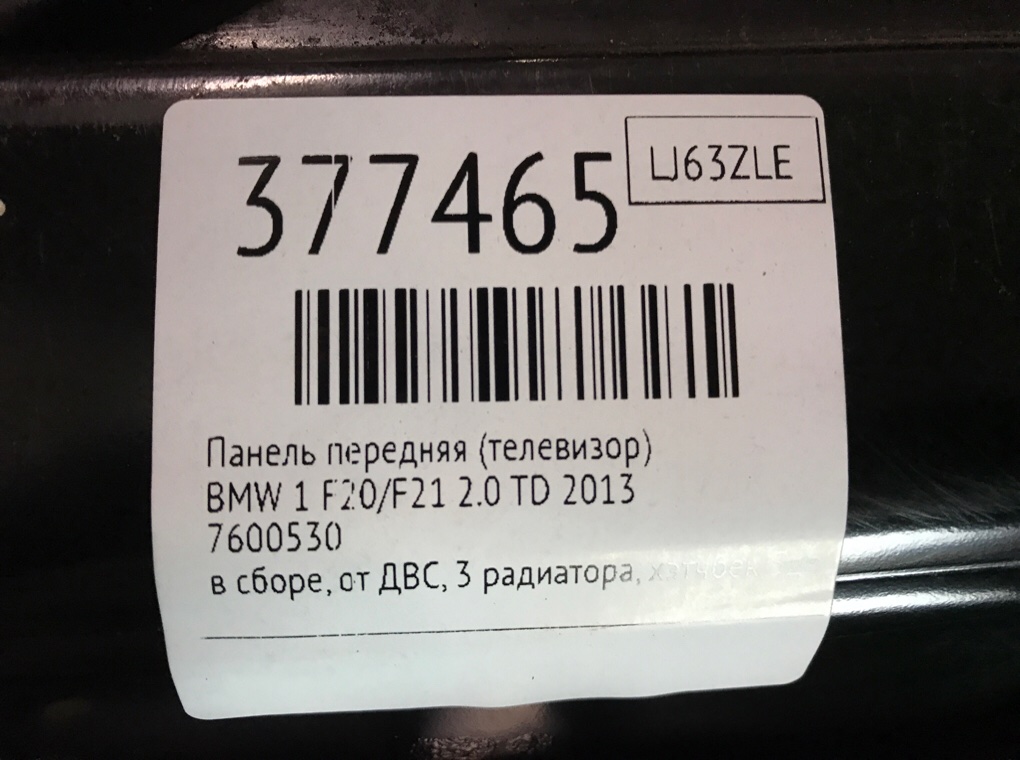 377465
LJ63ZLE
Панель передняя (телевизор)
BMW 1 F20/F21 2.0 TD 2013
7600530
в сборе, от ДВС, 3 радиатора,